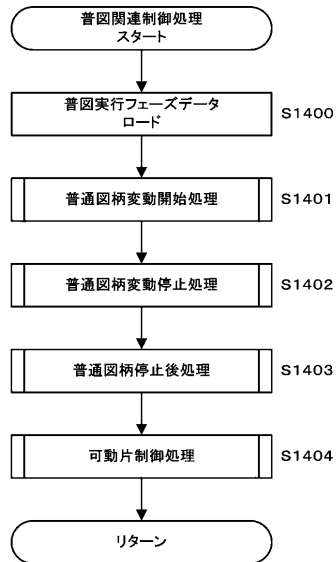 普図関連制御処理
スタート
普図実行フェーズデータ
ロード
S1400
普通図柄変動開始処理
S1401
普通図柄変動停止処理
S1402
普通図柄停止後処理
S1403
可動片制御処理
S1404
リターン